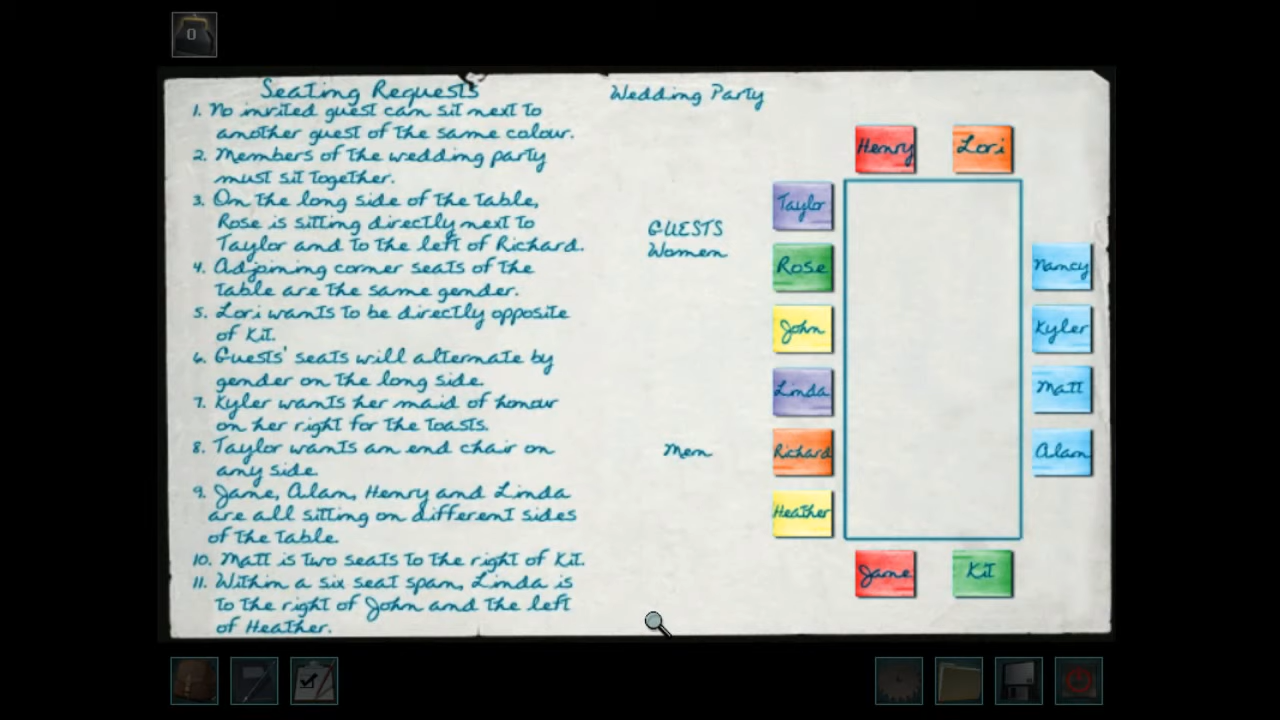 0
Seating Requests
1. No invited guest can sit next to
another guest of the same colour.
2. Members of the wedding party
must sit together.
3. On the long side of the table,
Rose is sitting directly next to
Taylor and to the left of Richard.
4. Adjoining corner seats of the
table are the same gender.
5. Lori wants to be directly opposite
of Kit.
6. Guests' seats will alternate by
gender on the long side.
7. Kyler wants her maid of honour
on her right for the toasts.
8. Taylor wants an end chair on
any side
9. Jane, Alan, Henry and Linda
are all sitting on different sides
of the table.
10. Matt is two seats to the right of Kit.
11. Within a six seat span, Linda is
to the right of John and the left
of Heather.
Wedding Party
GUESTS
Women
Men
Henry
Lori
Taylor
Rose
John
Linda
Richard
Heather
Nancy
Kyler
Matt
Alan
Jane
Kit